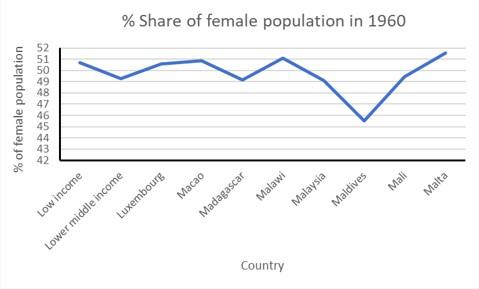 % Share of female population in 1960
% of female population
52
51
50
49
48
47
46
45
44
43
42
Low income
Lower middle income
Luxembourg
Macao
Madagascar
Malawi
Malaysia
Maldives
Mali
Malta
Country